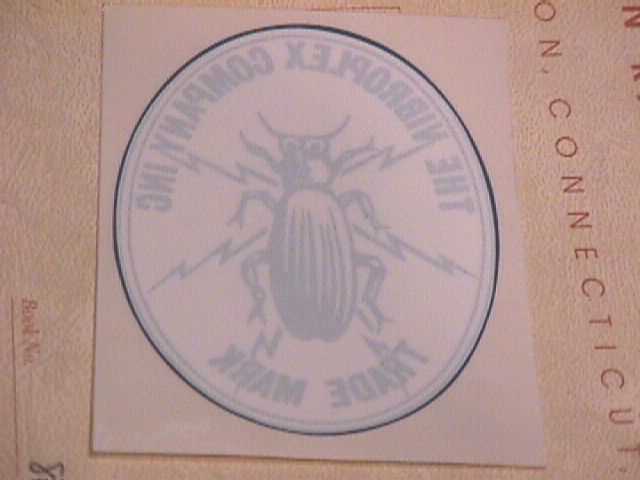 THE VIBROPLEX COMPANY INC
TRADE MARK
ON, CONNECTICUT.
Book No.